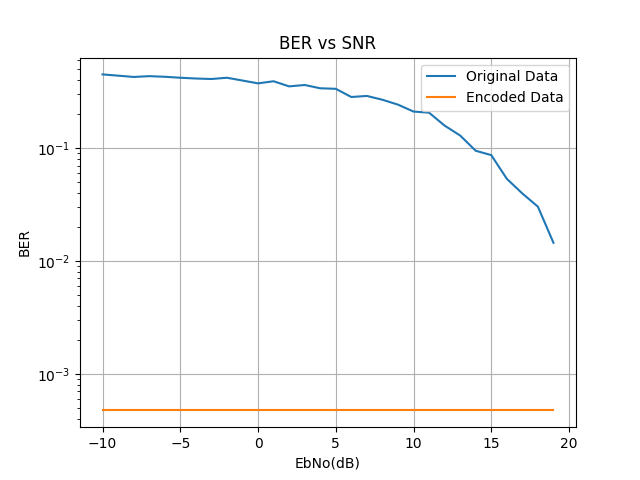 BER vs SNR
Original Data
Encoded Data
10⁻¹
10⁻²
10⁻³
BER
−10 −5 0 5 10 15 20
EbNo(dB)